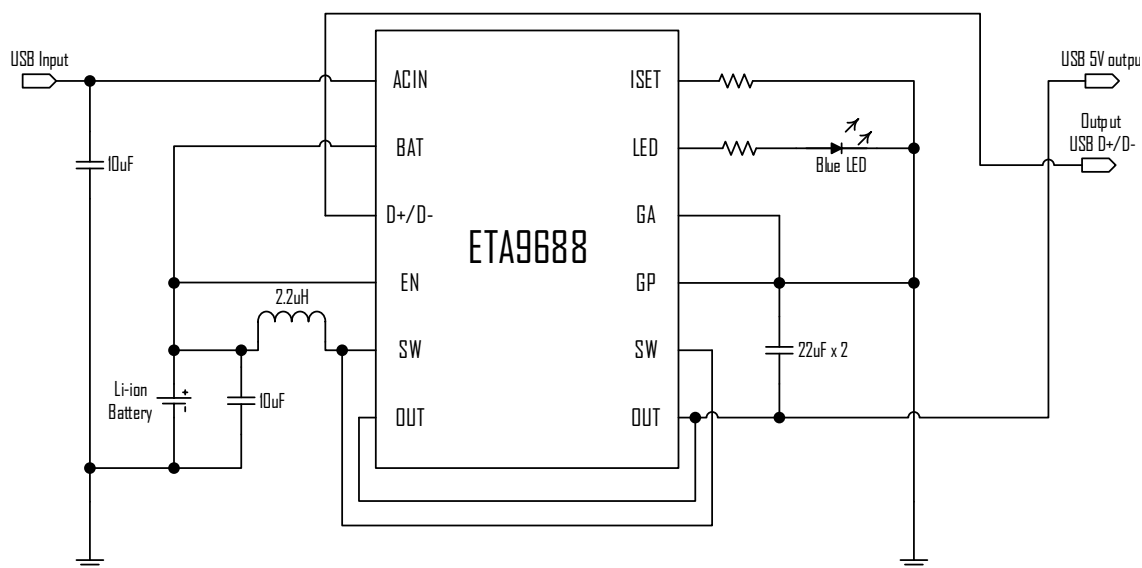 USB Input
USB 5V outpu
Output
USB D+/D-
10uF
ACIN
BAT
D+/D-
EN
SW
OUT
ETA9688
ISET
LED
GA
GP
SW
OUT
Blue LED
2.2uH
Li-ion
Battery
+
-
10uF
22uF x 2